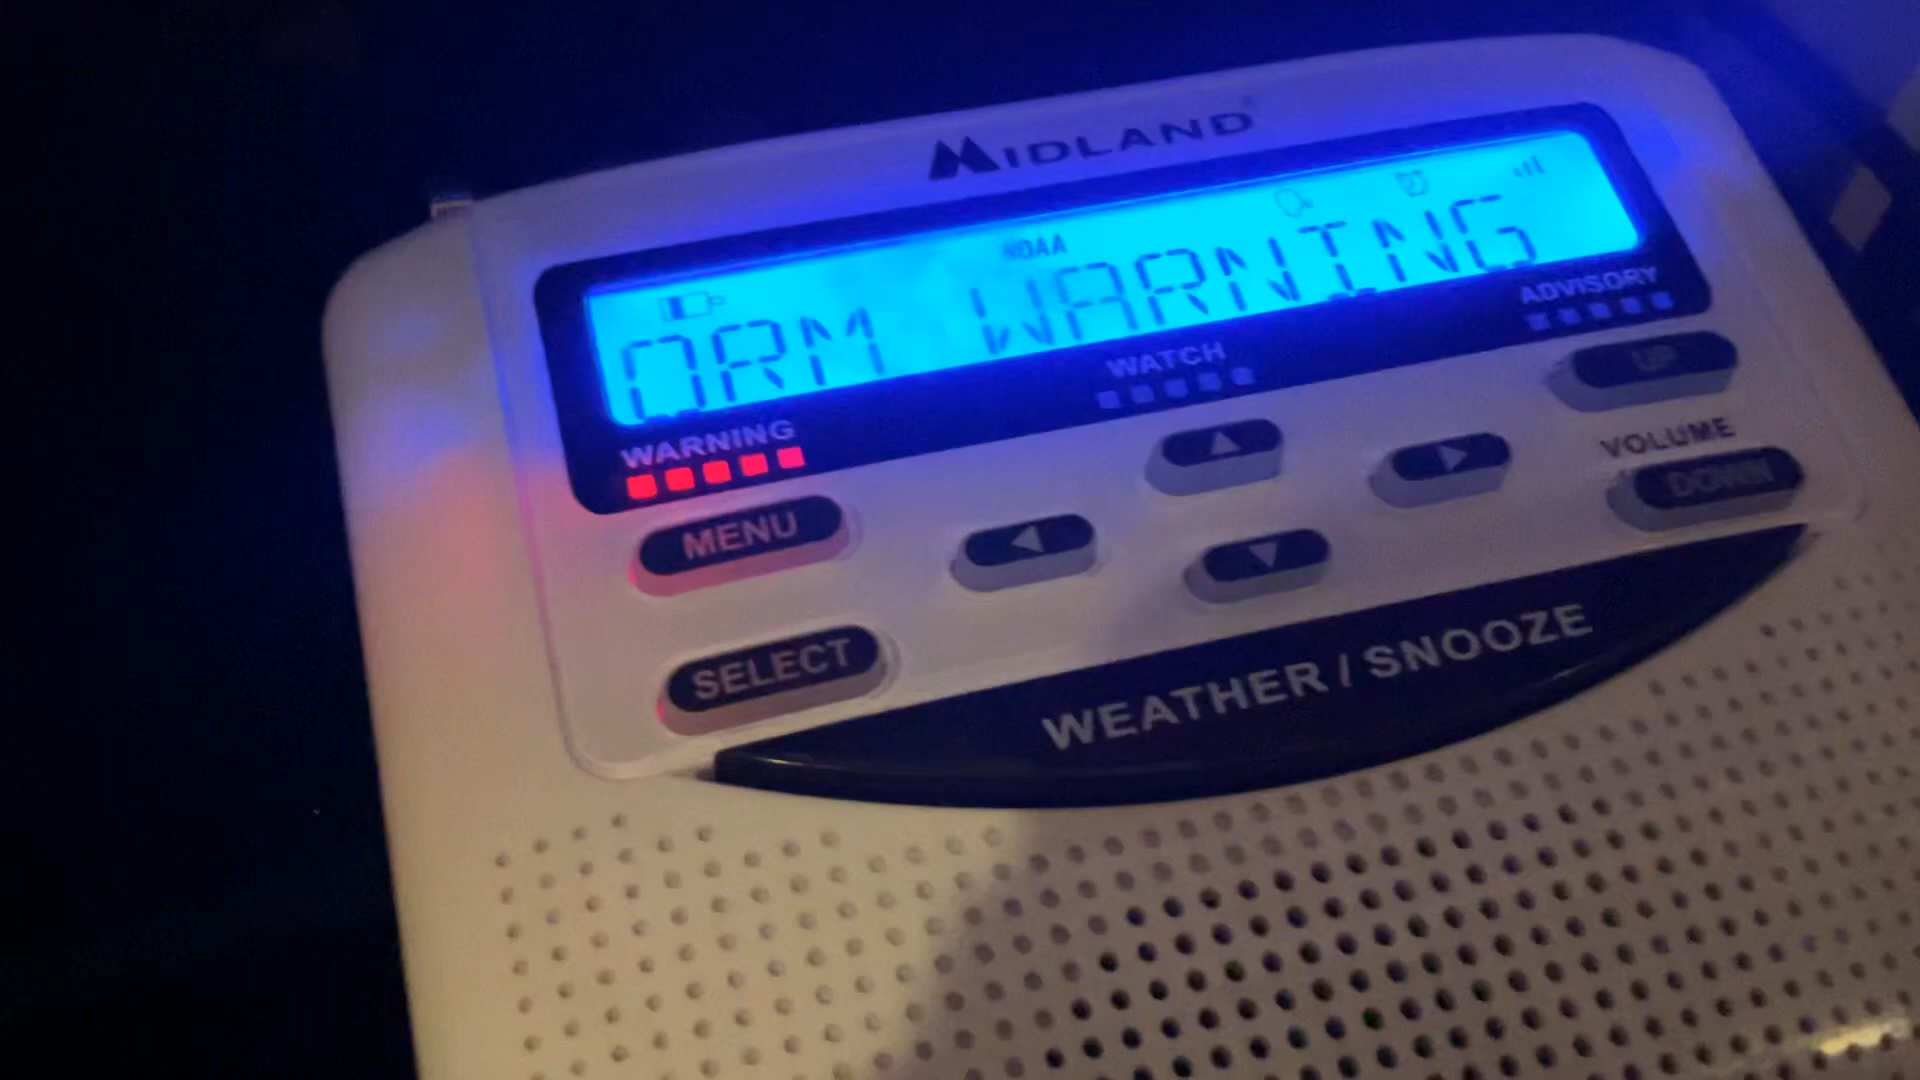 MIDLAND
NOAA
ORM WARNING
WARNING
WATCH
ADVISORY
UP
VOLUME
DOWN
MENU
SELECT
WEATHER / SNOOZE